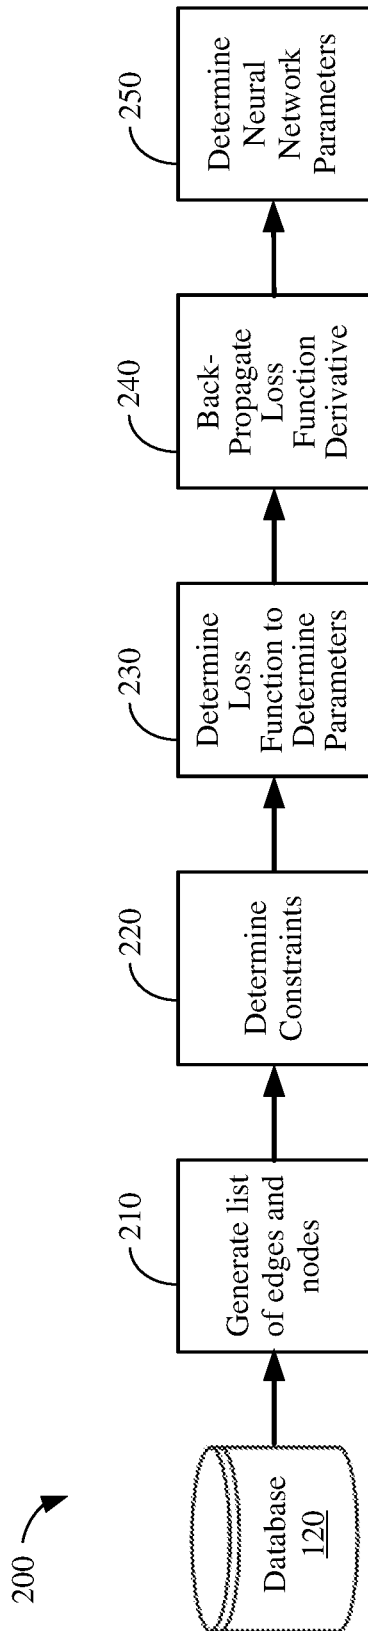 200
Database
120
210
Generate list
of edges and
nodes
220
Determine
Constraints
230
Determine
Loss
Function to
Determine
Parameters
240
Back-
Propagate
Loss
Function
Derivative
250
Determine
Neural
Network
Parameters